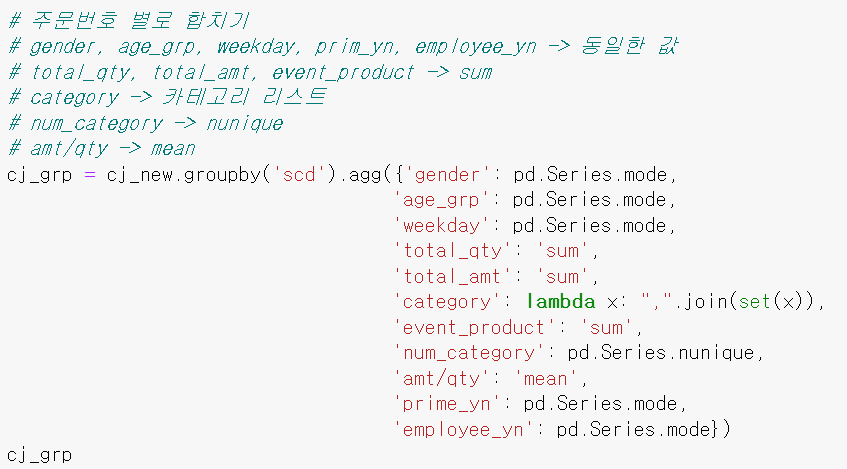 # 주문번호 별로 합치기
# gender, age_grp, weekday, prim_yn, employee_yn -> 동일한 값
# total_qty, total_amt, event_product -> sum
# category -> 카테고리 리스트
# num_category -> nunique
# amt/qty -> mean
cj_grp = cj_new.groupby('scd').agg({'gender': pd.Series.mode,
'age_grp': pd.Series.mode,
'weekday': pd.Series.mode,
'total_qty': 'sum',
'total_amt': 'sum',
'category': lambda x: ",".join(set(x)),
'event_product': 'sum',
'num_category': pd.Series.nunique,
'amt/qty': 'mean',
'prime_yn': pd.Series.mode,
'employee_yn': pd.Series.mode})
cj_grp